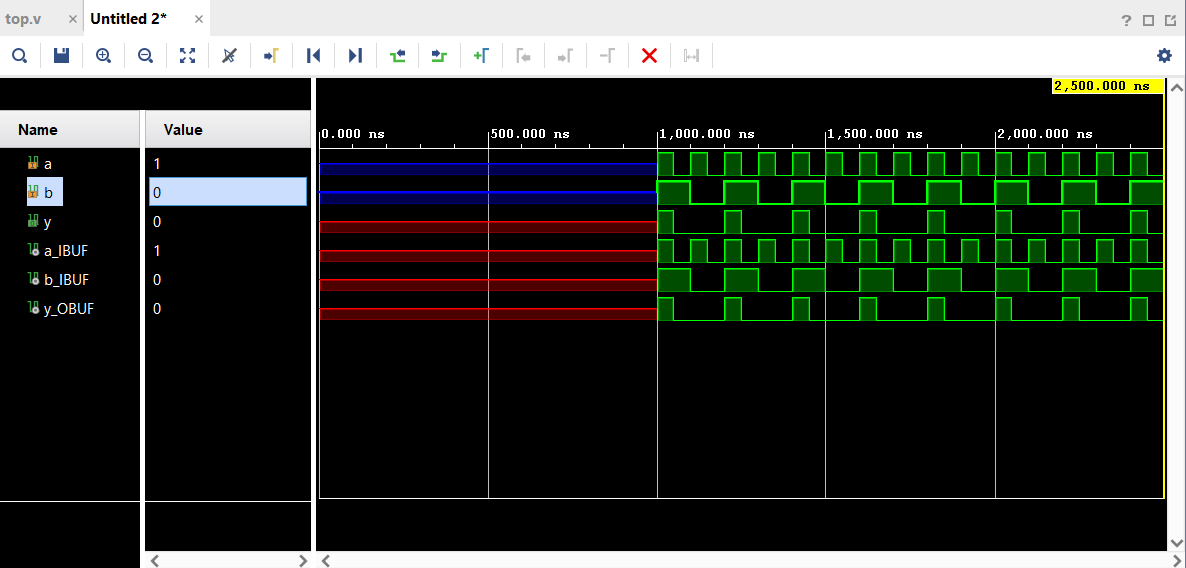 top.v × Untitled 2* ×
2,500.000 ns
Name Value
0.000 ns 500.000 ns 1,000.000 ns 1,500.000 ns 2,000.000 ns
a 1
b 0
y 0
a_IBUF 1
b_IBUF 0
y_OBUF 0